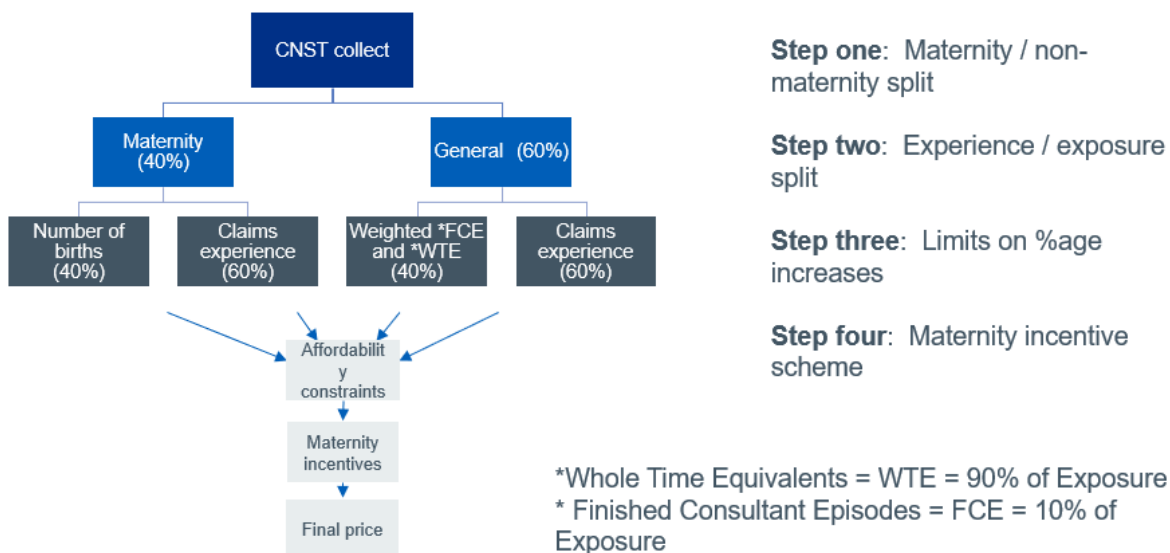 CNST collect
Maternity
(40%)
General (60%)
Number of
births
(40%)
Claims
experience
(60%)
Weighted *FCE
and *WTE
(40%)
Claims
experience
(60%)
Affordabilit
y
constraints
Maternity
incentives
Final price
Step one: Maternity / non-
maternity split
Step two: Experience / exposure
split
Step three: Limits on %age
increases
Step four: Maternity incentive
scheme
*Whole Time Equivalents = WTE = 90% of Exposure
* Finished Consultant Episodes = FCE = 10% of
Exposure